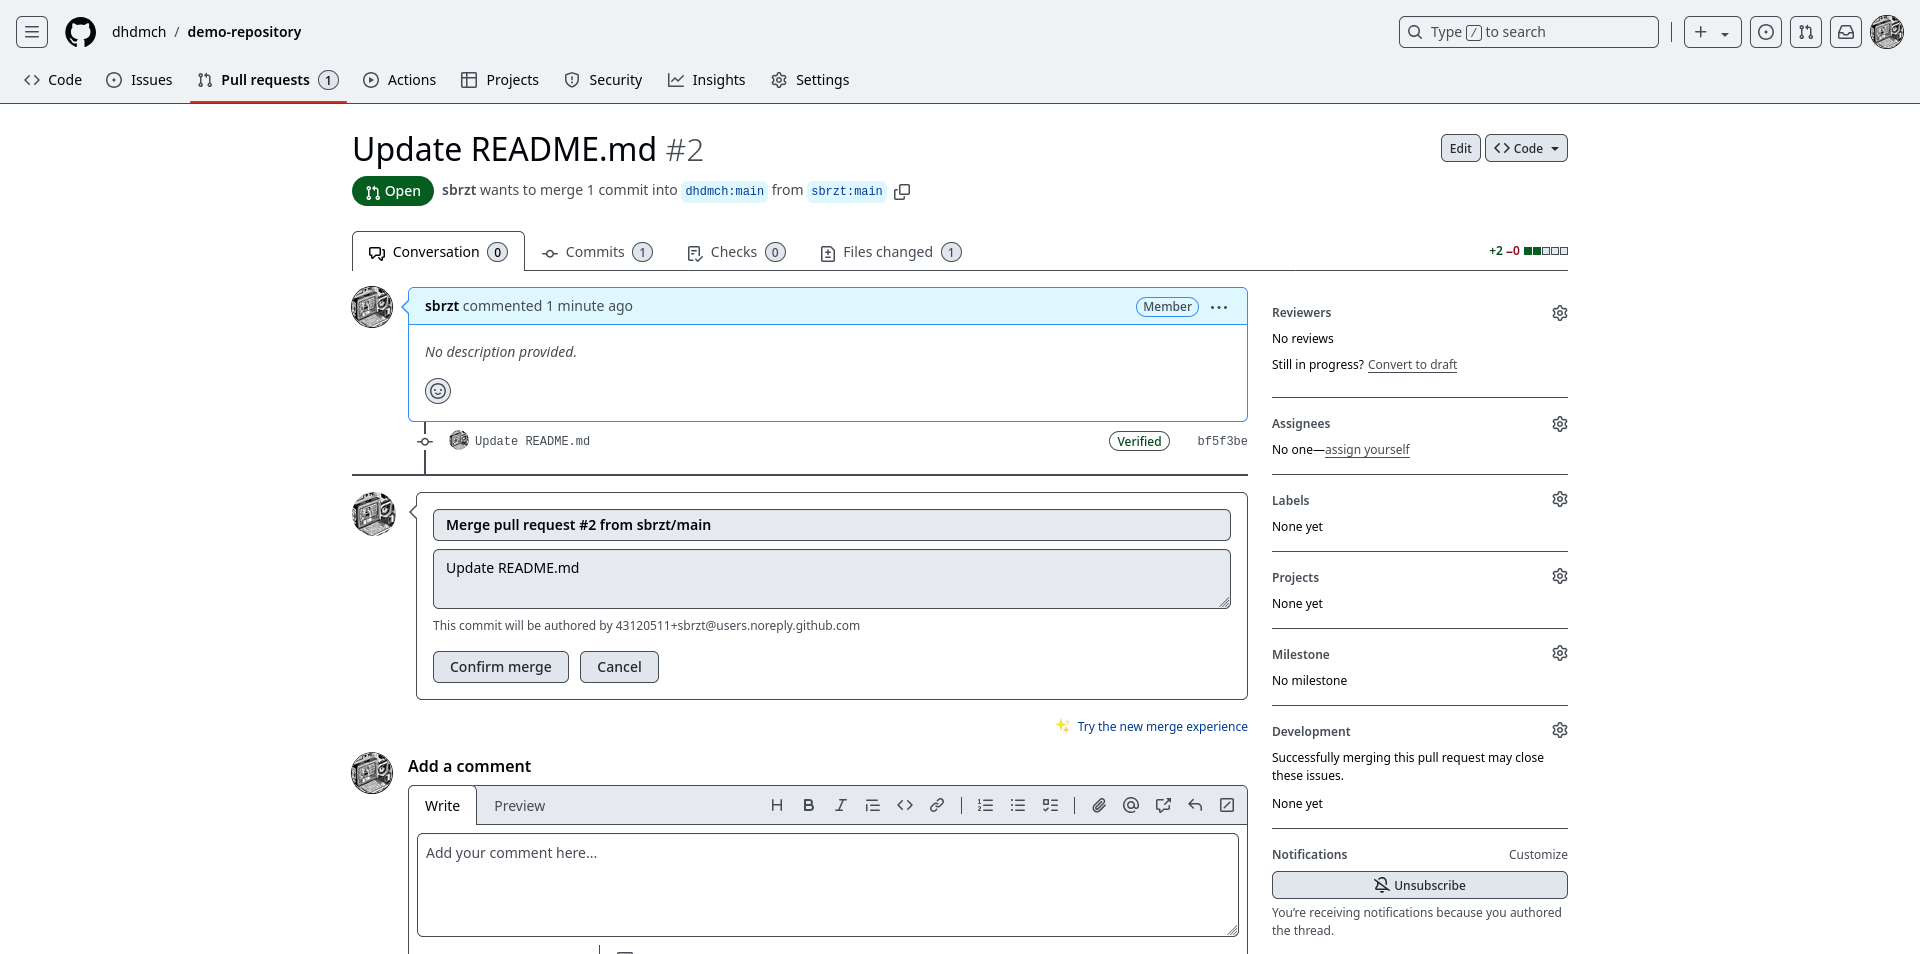 dhdmch / demo-repository
Type / to search
Code
Issues
Pull requests 1
Actions
Projects
Security
Insights
Settings
Update README.md #2
Edit
Code
Open
sbrzt wants to merge 1 commit into dhdmch:main from sbrzt:main
Conversation 0
Commits 1
Checks 0
Files changed 1
+2 −0
sbrzt commented 1 minute ago
Member
No description provided.
Update README.md
Verified
bf5f3be
Merge pull request #2 from sbrzt/main
Update README.md
This commit will be authored by 43120511+sbrzt@users.noreply.github.com
Confirm merge
Cancel
Try the new merge experience
Add a comment
Write
Preview
Add your comment here...
Reviewers
No reviews
Still in progress? Convert to draft
Assignees
No one—assign yourself
Labels
None yet
Projects
None yet
Milestone
No milestone
Development
Successfully merging this pull request may close
these issues.
None yet
Notifications
Customize
Unsubscribe
You're receiving notifications because you authored
the thread.